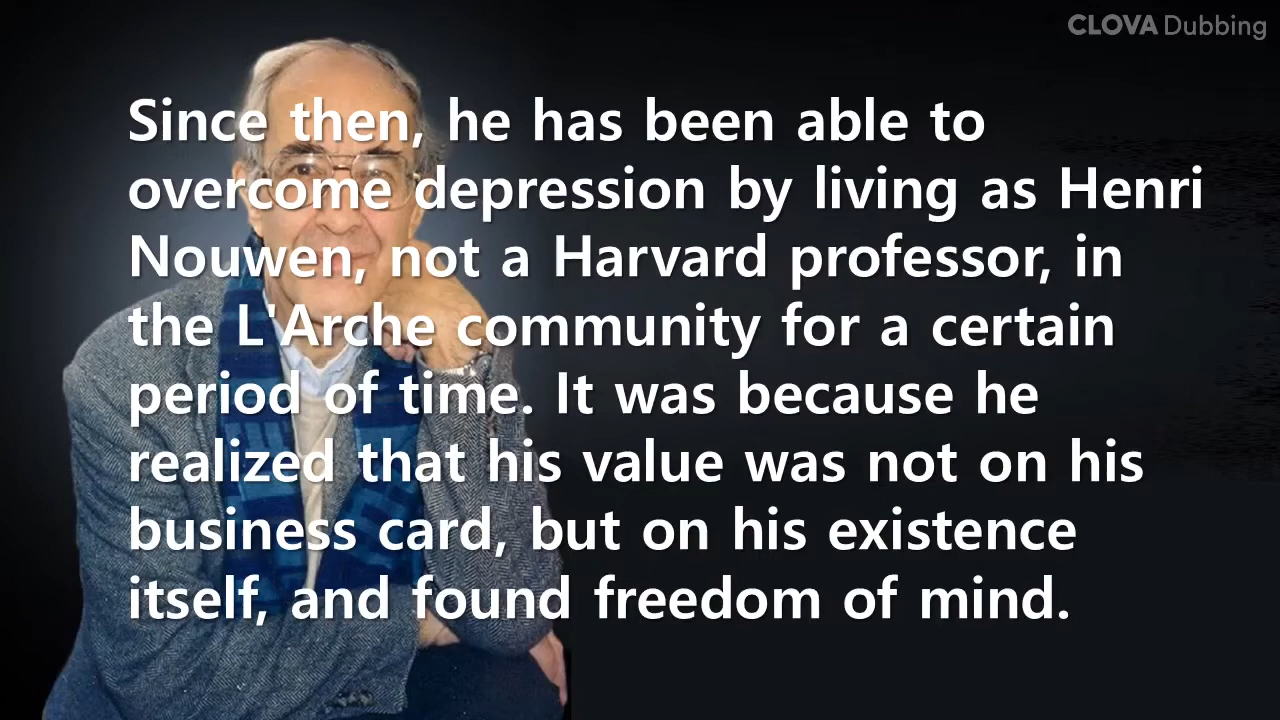 CLOVA Dubbing
Since then, he has been able to
overcome depression by living as Henri
Nouwen, not a Harvard professor, in
the L'Arche community for a certain
period of time. It was because he
realized that his value was not on his
business card, but on his existence
itself, and found freedom of mind.